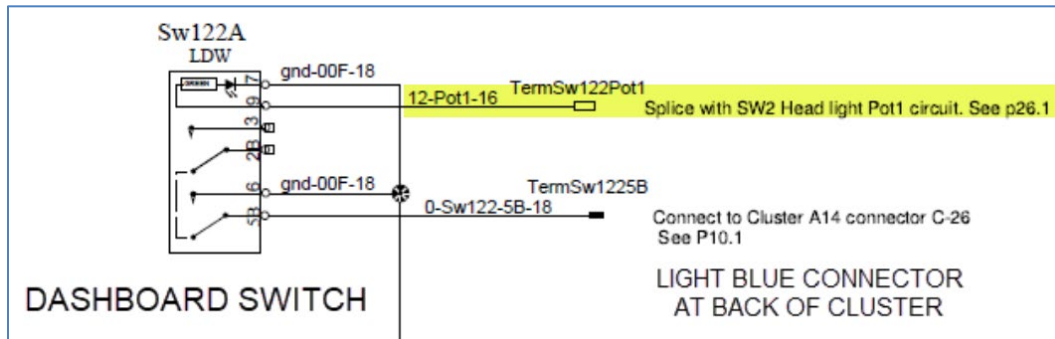 Sw122A
LDW
7
gnd-00F-18
9
12-Pot1-16
TermSw122Pot1
Splice with SW2 Head light Pot1 circuit. See p26.1
3
2B
6
gnd-00F-18
TermSw1225B
5B
0-Sw122-5B-18
Connect to Cluster A14 connector C-26
See P10.1
DASHBOARD SWITCH
LIGHT BLUE CONNECTOR
AT BACK OF CLUSTER